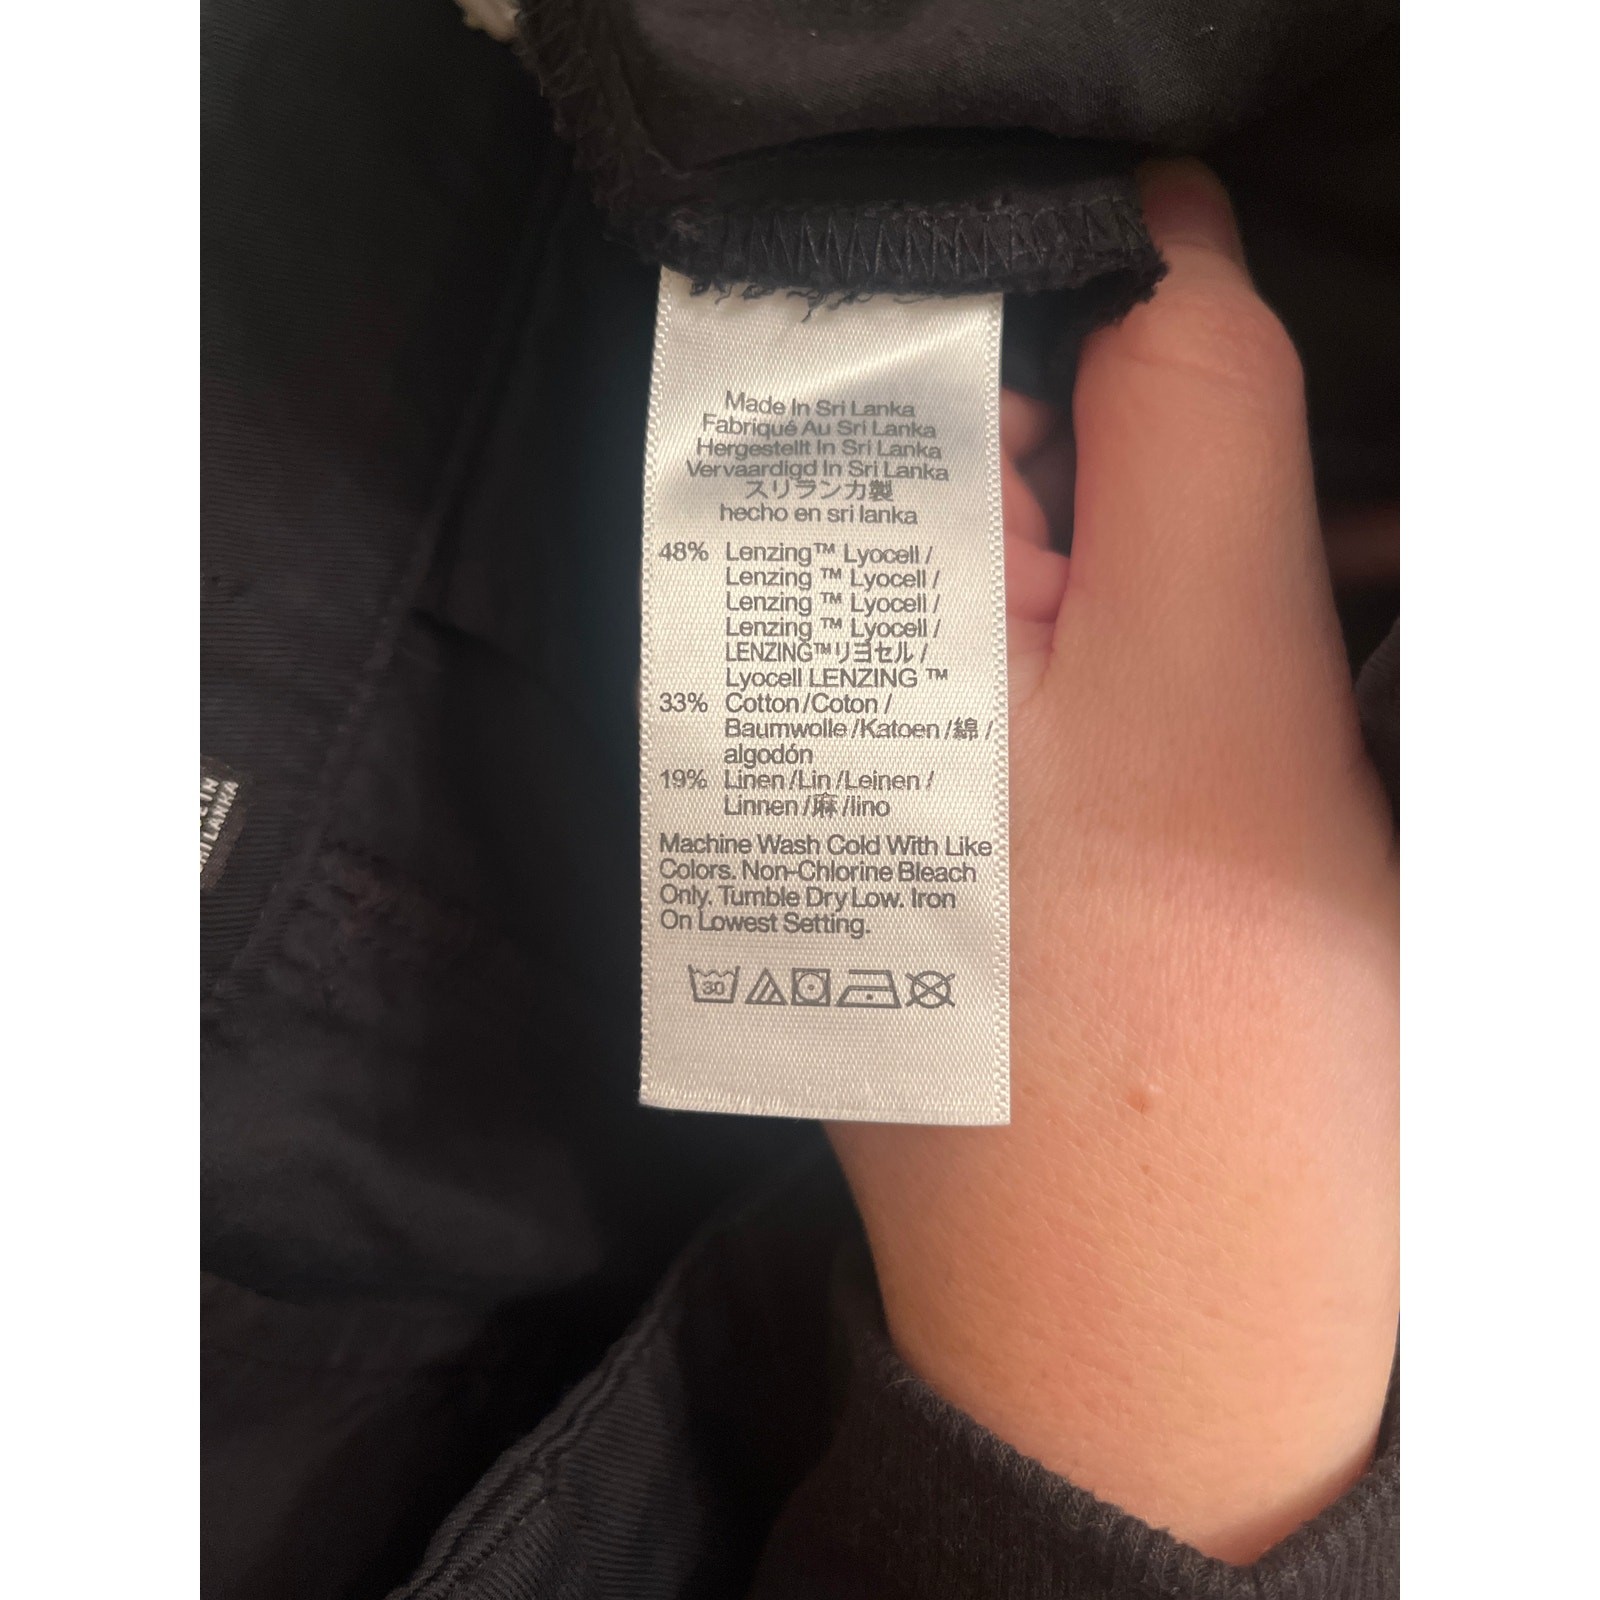 Made In Sri Lanka
Fabriqué Au Sri Lanka
Hergestellt In Sri Lanka
Vervaardigd In Sri Lanka
スリランカ製
hecho en sri lanka
48% Lenzing™ Lyocell /
Lenzing ™ Lyocell /
Lenzing ™ Lyocell /
Lenzing ™ Lyocell /
LENZING™リヨセル /
Lyocell LENZING ™
33% Cotton /Coton /
Baumwolle /Katoen /綿 /
algodón
19% Linen /Lin /Leinen /
Linnen /麻 /lino
Machine Wash Cold With Like
Colors. Non-Chlorine Bleach
Only. Tumble Dry Low. Iron
On Lowest Setting.
30
IN
LANKA